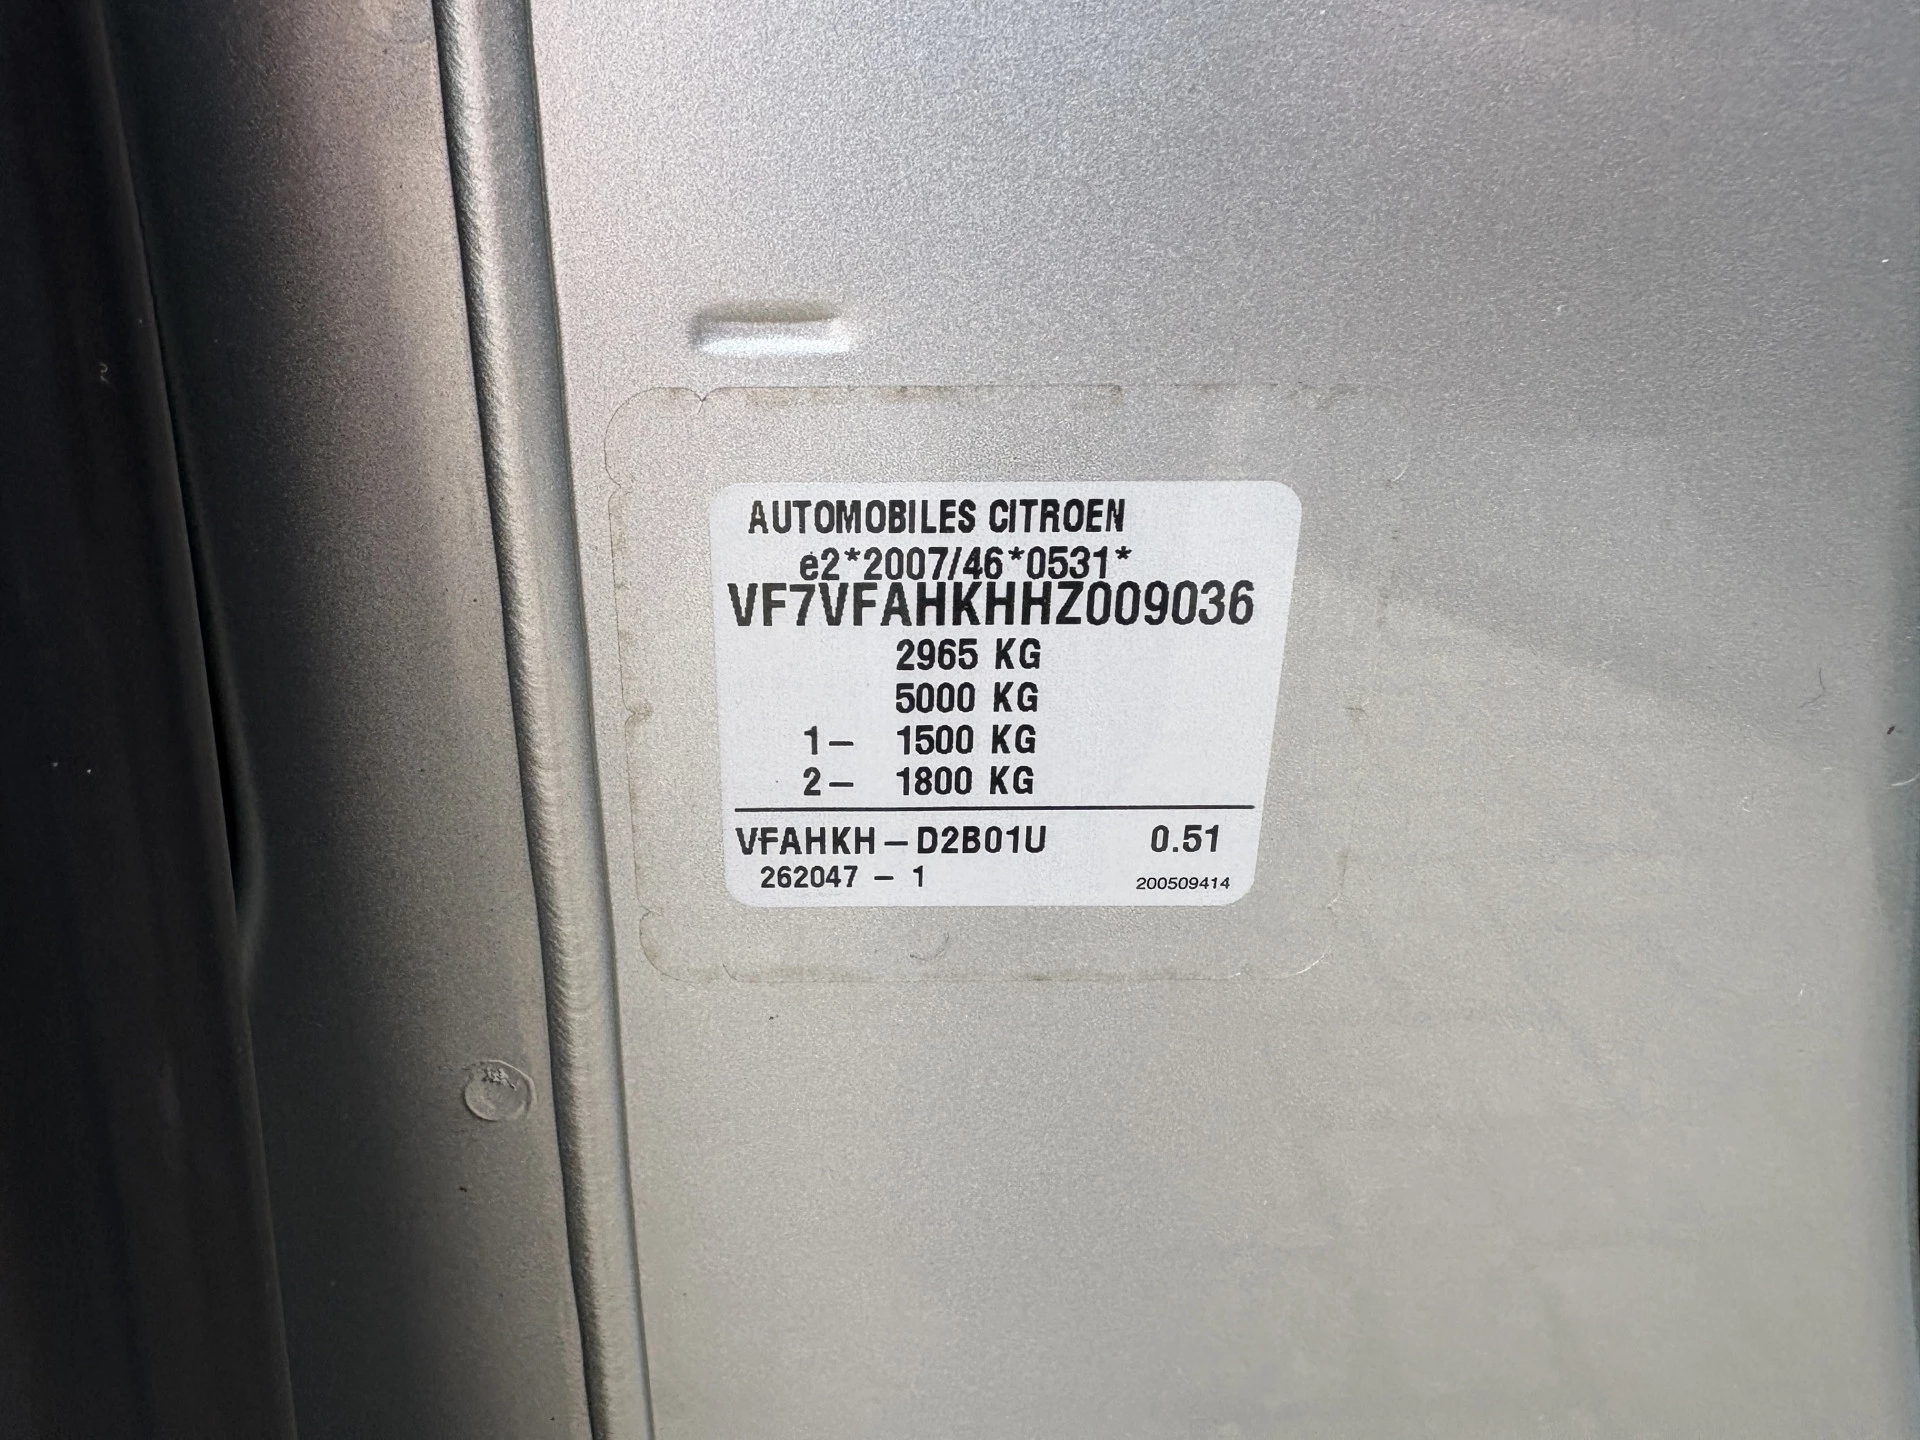 AUTOMOBILES CITROEN
e2*2007/46*0531*
VF7VFAHKHHZ009036
2965 KG
5000 KG
1– 1500 KG
2– 1800 KG
VFAHKH–D2B01U 0.51
262047 – 1 200509414